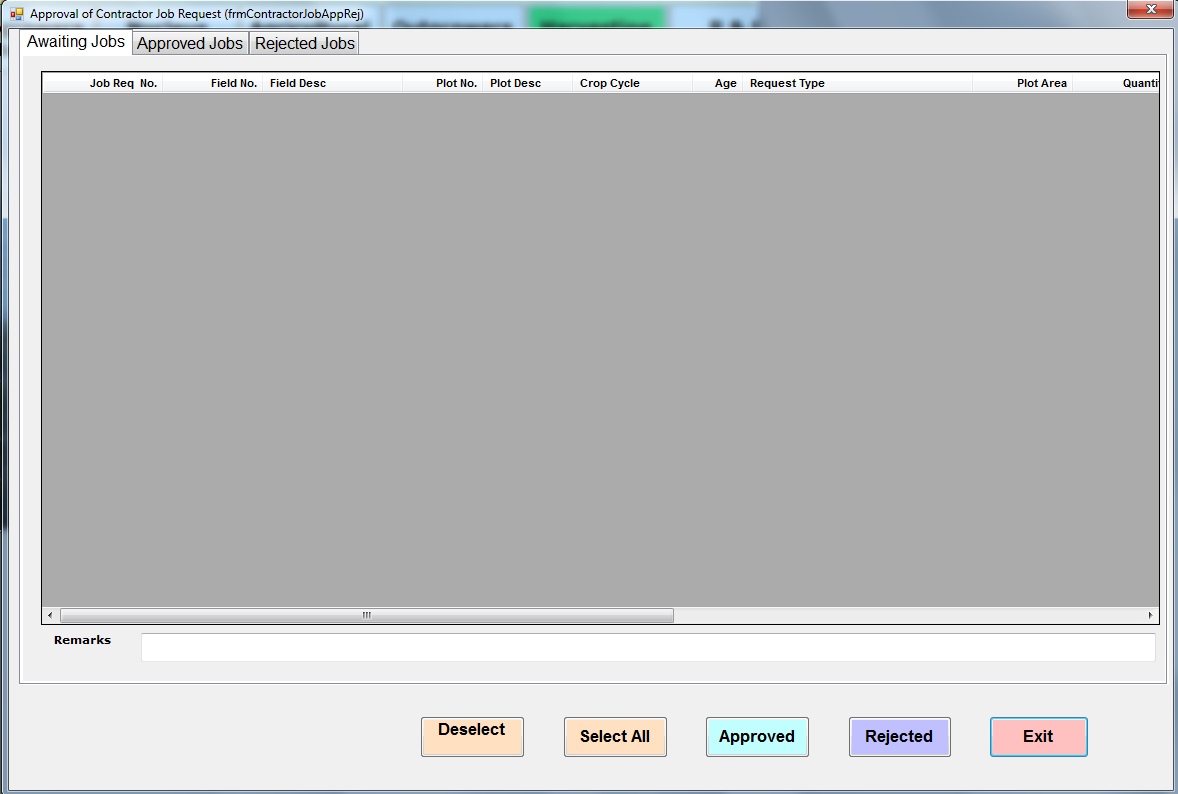 Approval of Contractor Job Request (frmContractorJobAppRej)
Awaiting Jobs Approved Jobs Rejected Jobs
Job Req No. Field No. Field Desc Plot No. Plot Desc Crop Cycle Age Request Type Plot Area Quanti
Remarks
Deselect Select All Approved Rejected Exit